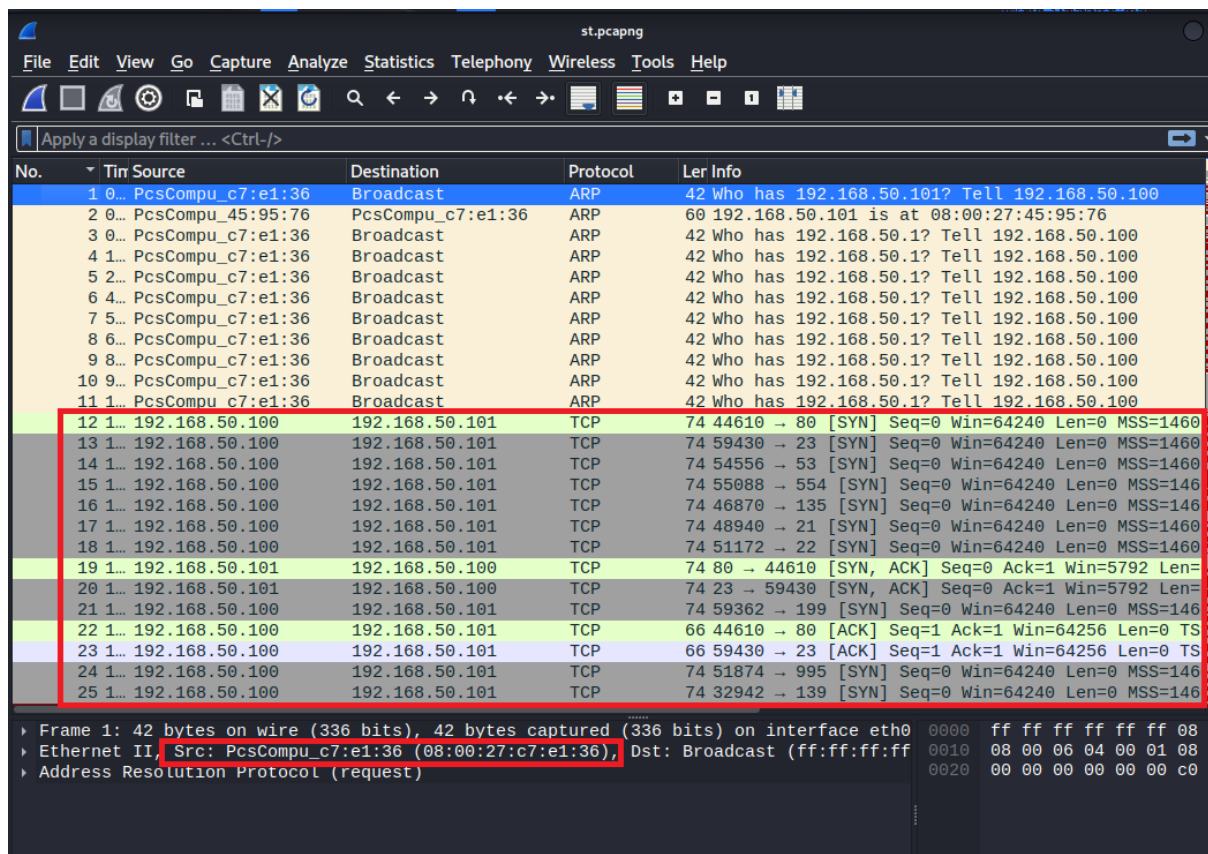 st.pcapng
File Edit View Go Capture Analyze Statistics Telephony Wireless Tools Help
Apply a display filter … <Ctrl-/>
No. Tim Source Destination Protocol Ler Info
1 0… PcsCompu_c7:e1:36 Broadcast ARP 42 Who has 192.168.50.101? Tell 192.168.50.100
2 0… PcsCompu_45:95:76 PcsCompu_c7:e1:36 ARP 60 192.168.50.101 is at 08:00:27:45:95:76
3 0… PcsCompu_c7:e1:36 Broadcast ARP 42 Who has 192.168.50.1? Tell 192.168.50.100
4 1… PcsCompu_c7:e1:36 Broadcast ARP 42 Who has 192.168.50.1? Tell 192.168.50.100
5 2… PcsCompu_c7:e1:36 Broadcast ARP 42 Who has 192.168.50.1? Tell 192.168.50.100
6 4… PcsCompu_c7:e1:36 Broadcast ARP 42 Who has 192.168.50.1? Tell 192.168.50.100
7 5… PcsCompu_c7:e1:36 Broadcast ARP 42 Who has 192.168.50.1? Tell 192.168.50.100
8 6… PcsCompu_c7:e1:36 Broadcast ARP 42 Who has 192.168.50.1? Tell 192.168.50.100
9 8… PcsCompu_c7:e1:36 Broadcast ARP 42 Who has 192.168.50.1? Tell 192.168.50.100
10 9… PcsCompu_c7:e1:36 Broadcast ARP 42 Who has 192.168.50.1? Tell 192.168.50.100
11 1… PcsCompu_c7:e1:36 Broadcast ARP 42 Who has 192.168.50.1? Tell 192.168.50.100
12 1… 192.168.50.100 192.168.50.101 TCP 74 44610 → 80 [SYN] Seq=0 Win=64240 Len=0 MSS=1460
13 1… 192.168.50.100 192.168.50.101 TCP 74 59430 → 23 [SYN] Seq=0 Win=64240 Len=0 MSS=1460
14 1… 192.168.50.100 192.168.50.101 TCP 74 54556 → 53 [SYN] Seq=0 Win=64240 Len=0 MSS=1460
15 1… 192.168.50.100 192.168.50.101 TCP 74 55088 → 554 [SYN] Seq=0 Win=64240 Len=0 MSS=146
16 1… 192.168.50.100 192.168.50.101 TCP 74 46870 → 135 [SYN] Seq=0 Win=64240 Len=0 MSS=146
17 1… 192.168.50.100 192.168.50.101 TCP 74 48940 → 21 [SYN] Seq=0 Win=64240 Len=0 MSS=1460
18 1… 192.168.50.100 192.168.50.101 TCP 74 51172 → 22 [SYN] Seq=0 Win=64240 Len=0 MSS=1460
19 1… 192.168.50.101 192.168.50.100 TCP 74 80 → 44610 [SYN, ACK] Seq=0 Ack=1 Win=5792 Len=
20 1… 192.168.50.101 192.168.50.100 TCP 74 23 → 59430 [SYN, ACK] Seq=0 Ack=1 Win=5792 Len=
21 1… 192.168.50.100 192.168.50.101 TCP 74 59362 → 199 [SYN] Seq=0 Win=64240 Len=0 MSS=146
22 1… 192.168.50.100 192.168.50.101 TCP 66 44610 → 80 [ACK] Seq=1 Ack=1 Win=64256 Len=0 TS
23 1… 192.168.50.100 192.168.50.101 TCP 66 59430 → 23 [ACK] Seq=1 Ack=1 Win=64256 Len=0 TS
24 1… 192.168.50.100 192.168.50.101 TCP 74 51874 → 995 [SYN] Seq=0 Win=64240 Len=0 MSS=146
25 1… 192.168.50.100 192.168.50.101 TCP 74 32942 → 139 [SYN] Seq=0 Win=64240 Len=0 MSS=146
Frame 1: 42 bytes on wire (336 bits), 42 bytes captured (336 bits) on interface eth0 0000 ff ff ff ff ff ff 08
Ethernet II, Src: PcsCompu_c7:e1:36 (08:00:27:c7:e1:36), Dst: Broadcast (ff:ff:ff:ff 0010 08 00 06 04 00 01 08
Address Resolution Protocol (request) 0020 00 00 00 00 00 00 c0